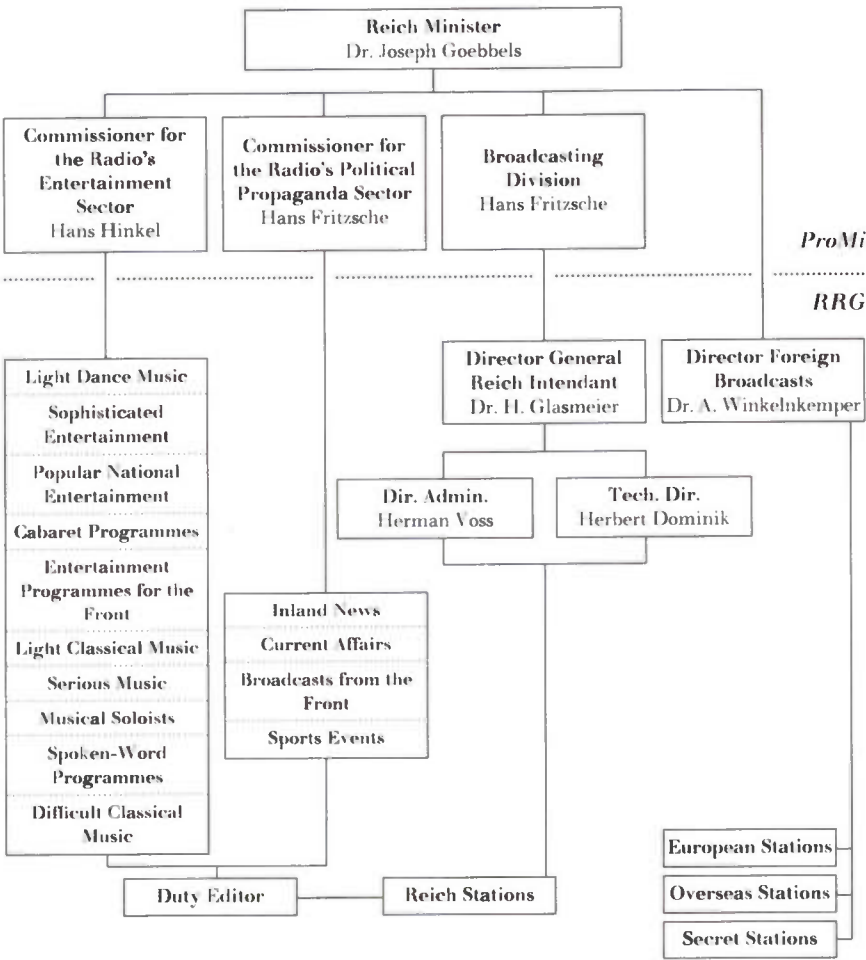 Reich Minister
Dr. Joseph Goebbels
Commissioner for
the Radio's
Entertainment
Sector
Hans Hinkel
Commissioner for
the Radio's Political
Propaganda Sector
Hans Fritzsche
Broadcasting
Division
Hans Fritzsche
ProMi
RRG
Director General
Reich Intendant
Dr. H. Glasmeier
Director Foreign
Broadcasts
Dr. A. Winkelnkemper
Dir. Admin.
Herman Voss
Tech. Dir.
Herbert Dominik
Light Dance Music
Sophisticated
Entertainment
Popular National
Entertainment
Cabaret Programmes
Entertainment
Programmes for the
Front
Light Classical Music
Serious Music
Musical Soloists
Spoken-Word
Programmes
Difficult Classical
Music
Inland News
Current Affairs
Broadcasts from the
Front
Sports Events
Duty Editor
Reich Stations
European Stations
Overseas Stations
Secret Stations